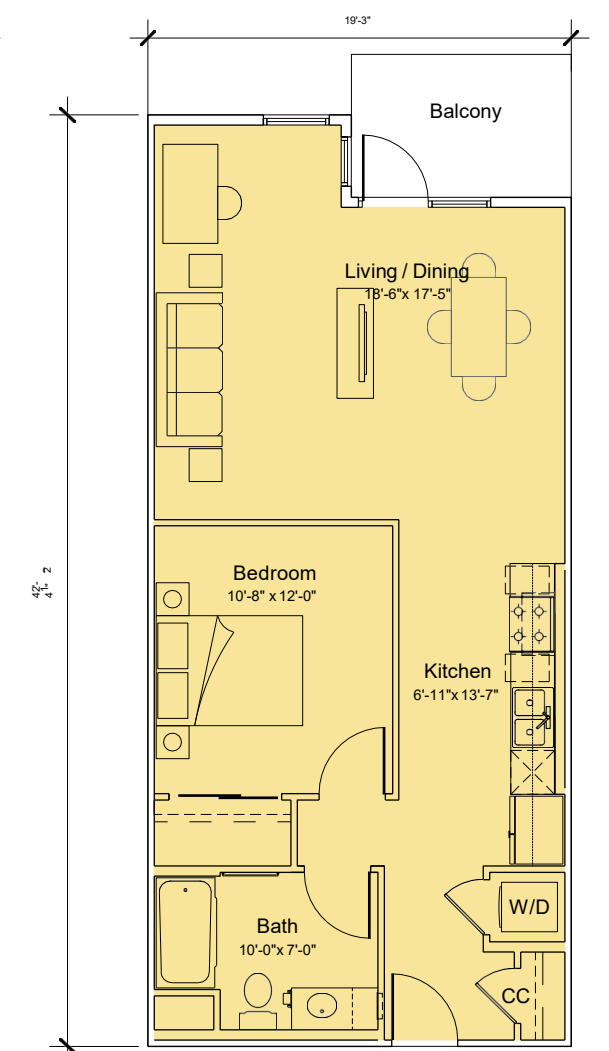 19'-3"
Balcony
Living / Dining
18'-6"x 17'-5"
Bedroom
10'-8" x 12'-0"
Kitchen
6'-11"x 13'-7"
W/D
Bath
10'-0"x 7'-0"
CC